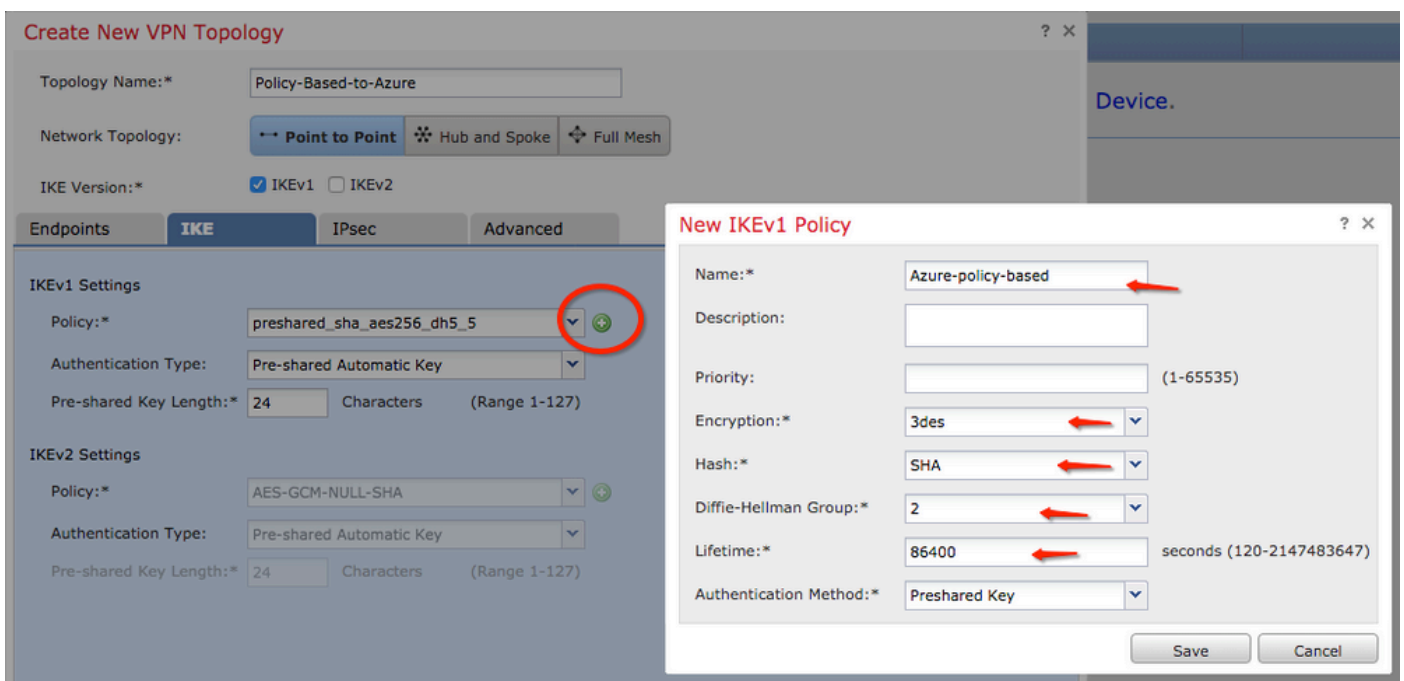 Create New VPN Topology ? ×
Topology Name:* Policy-Based-to-Azure
Device.
Network Topology: Point to Point Hub and Spoke Full Mesh
IKE Version:* IKEv1 IKEv2
Endpoints IKE IPsec Advanced
IKEv1 Settings
Policy:* preshared_sha_aes256_dh5_5
Authentication Type: Pre-shared Automatic Key
Pre-shared Key Length:* 24 Characters (Range 1-127)
IKEv2 Settings
Policy:* AES-GCM-NULL-SHA
Authentication Type: Pre-shared Automatic Key
Pre-shared Key Length:* 24 Characters (Range 1-127)
New IKEv1 Policy ? ×
Name:* Azure-policy-based
Description:
Priority: (1-65535)
Encryption:* 3des
Hash:* SHA
Diffie-Hellman Group:* 2
Lifetime:* 86400 seconds (120-2147483647)
Authentication Method:* Preshared Key
Save Cancel